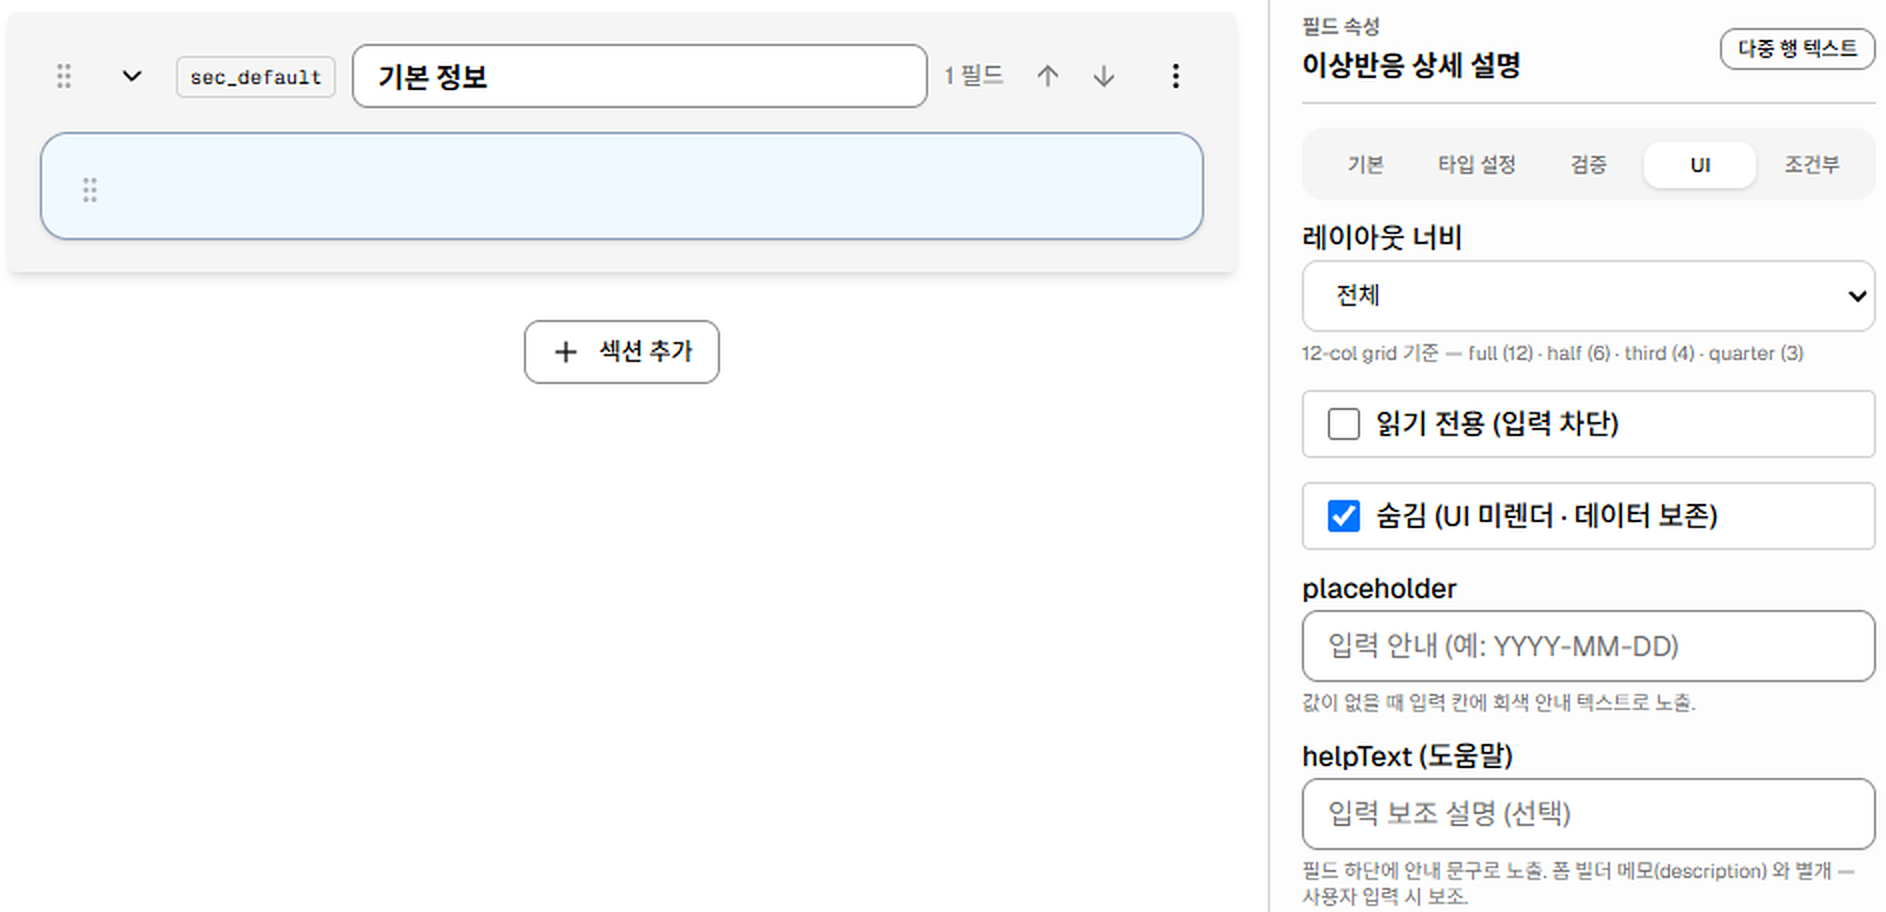 sec_default
기본 정보
1 필드
섹션 추가
필드 속성
이상반응 상세 설명
다중 행 텍스트
기본
타입 설정
검증
UI
조건부
레이아웃 너비
전체
12-col grid 기준 — full (12) · half (6) · third (4) · quarter (3)
읽기 전용 (입력 차단)
숨김 (UI 미렌더 · 데이터 보존)
placeholder
입력 안내 (예: YYYY-MM-DD)
값이 없을 때 입력 칸에 회색 안내 텍스트로 노출.
helpText (도움말)
입력 보조 설명 (선택)
필드 하단에 안내 문구로 노출. 폼 빌더 메모(description) 와 별개 —
사용자 입력 시 보조.